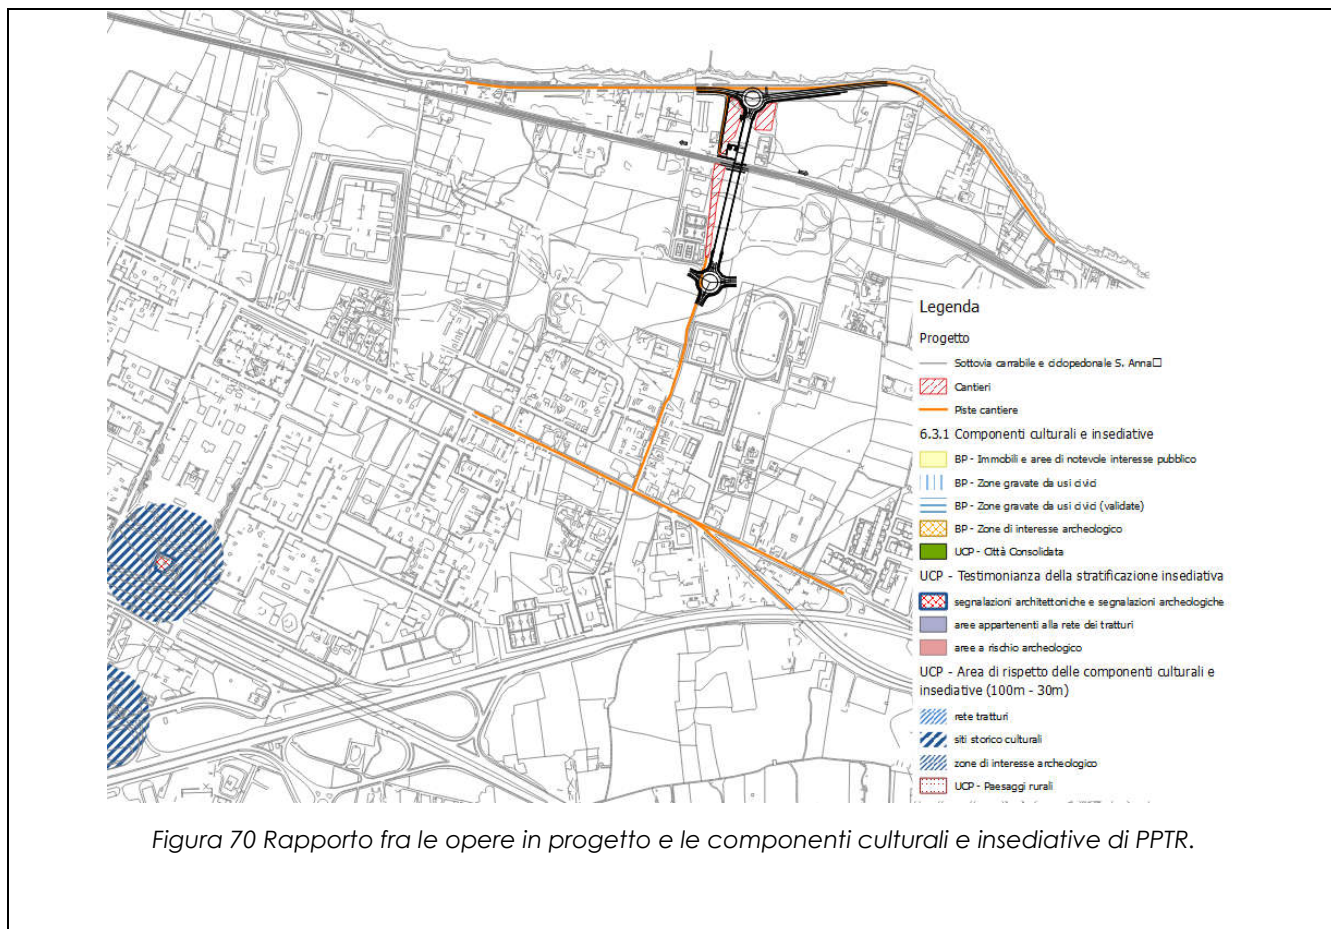 Legenda
Progetto
Sottovia carrabile e ciclopedonale S. Anna□
Cantieri
Piste cantiere
6.3.1 Componenti culturali e insediative
BP - Immobili e aree di notevole interesse pubblico
BP - Zone gravate da usi civici
BP - Zone gravate da usi civici (validate)
BP - Zone di interesse archeologico
UCP - Città Consolidata
UCP - Testimonianza della stratificazione insediativa
segnalazioni architettoniche e segnalazioni archeologiche
aree appartenenti alla rete dei tratturi
aree a rischio archeologico
UCP - Area di rispetto delle componenti culturali e
insediative (100m - 30m)
rete tratturi
siti storico culturali
zone di interesse archeologico
UCP - Paesaggi rurali
Figura 70 Rapporto fra le opere in progetto e le componenti culturali e insediative di PPTR.